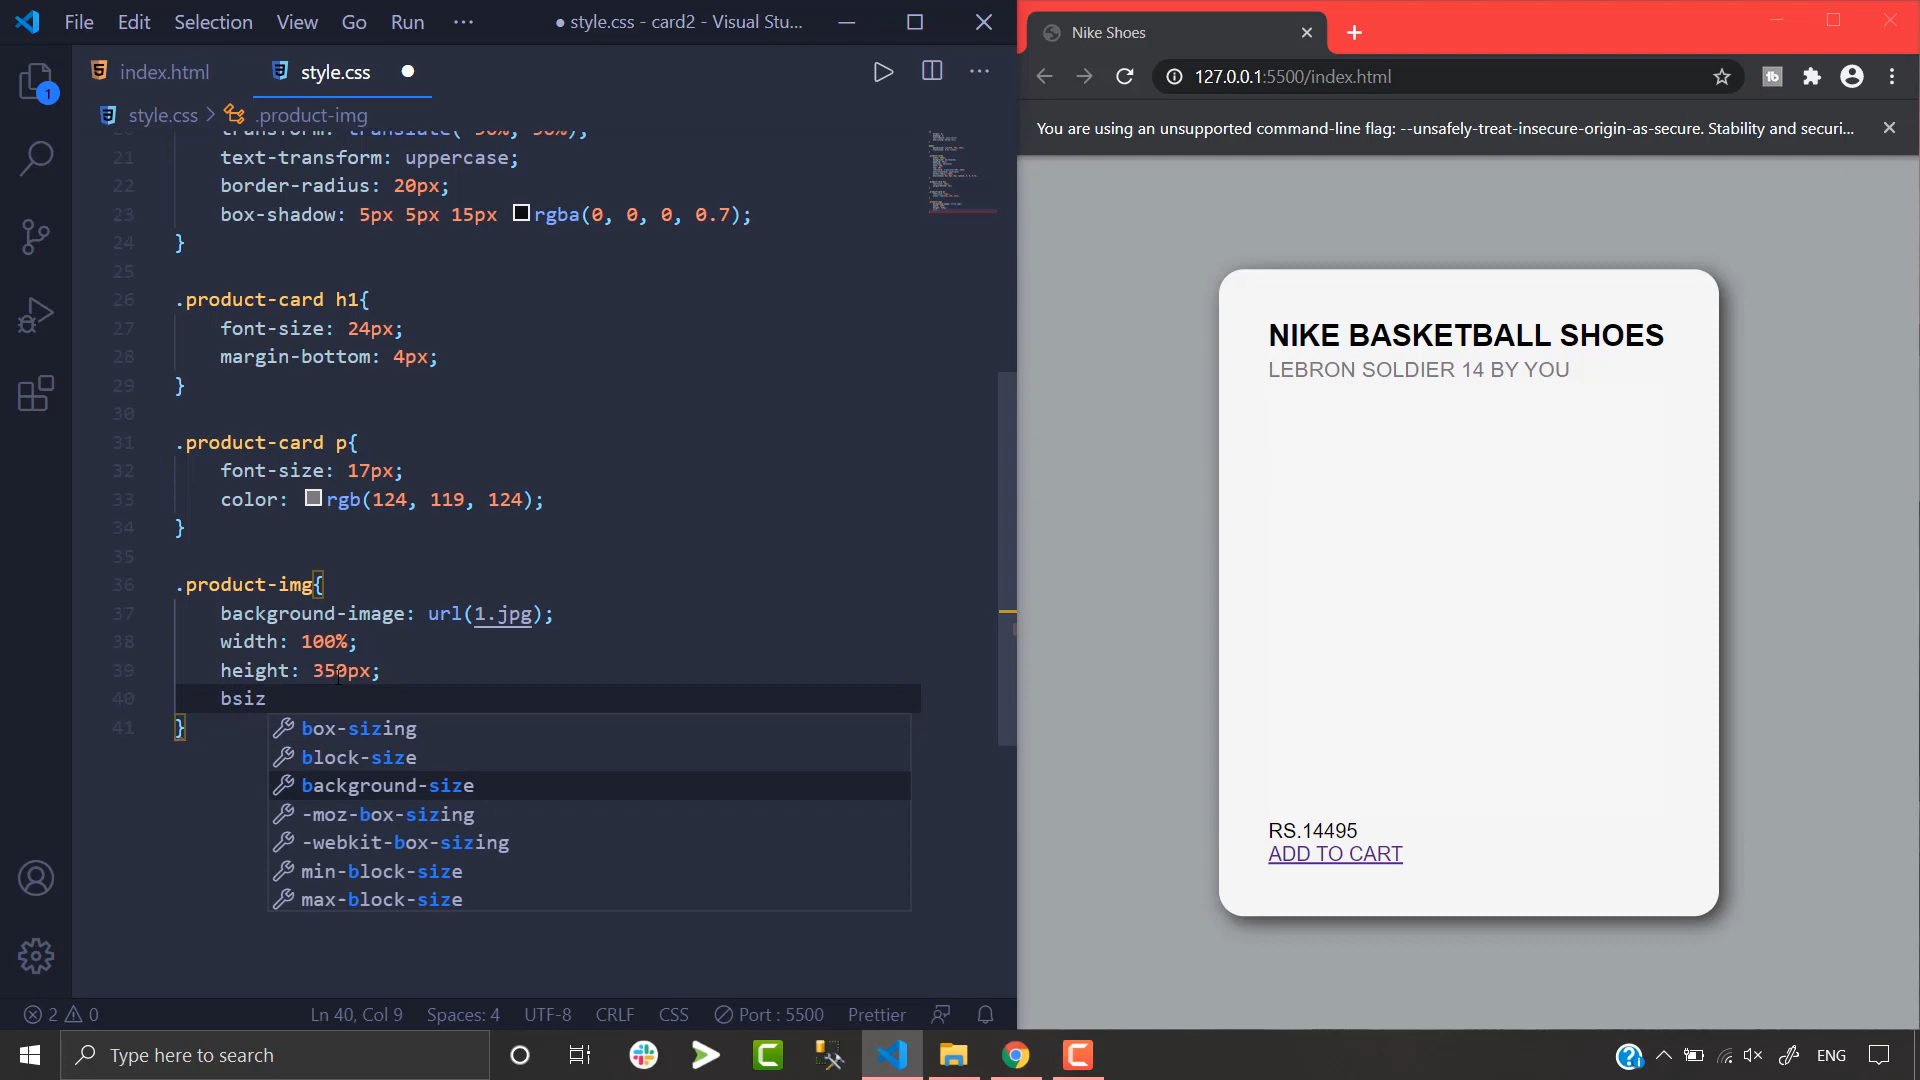 File Edit Selection View Go Run ··· ● style.css - card2 - Visual Stu...
index.html style.css
style.css > .product-img
21 text-transform: uppercase;
22 border-radius: 20px;
23 box-shadow: 5px 5px 15px rgba(0, 0, 0, 0.7);
24 }
25
26 .product-card h1{
27 font-size: 24px;
28 margin-bottom: 4px;
29 }
30
31 .product-card p{
32 font-size: 17px;
33 color: rgb(124, 119, 124);
34 }
35
36 .product-img{
37 background-image: url(1.jpg);
38 width: 100%;
39 height: 350px;
40 bsiz
41 }
box-sizing
block-size
background-size
-moz-box-sizing
-webkit-box-sizing
min-block-size
max-block-size
1
2 0 Ln 40, Col 9 Spaces: 4 UTF-8 CRLF CSS Port : 5500 Prettier
Nike Shoes
127.0.0.1:5500/index.html
You are using an unsupported command-line flag: --unsafely-treat-insecure-origin-as-secure. Stability and securi...
NIKE BASKETBALL SHOES
LEBRON SOLDIER 14 BY YOU
RS.14495
ADD TO CART
Type here to search
ENG